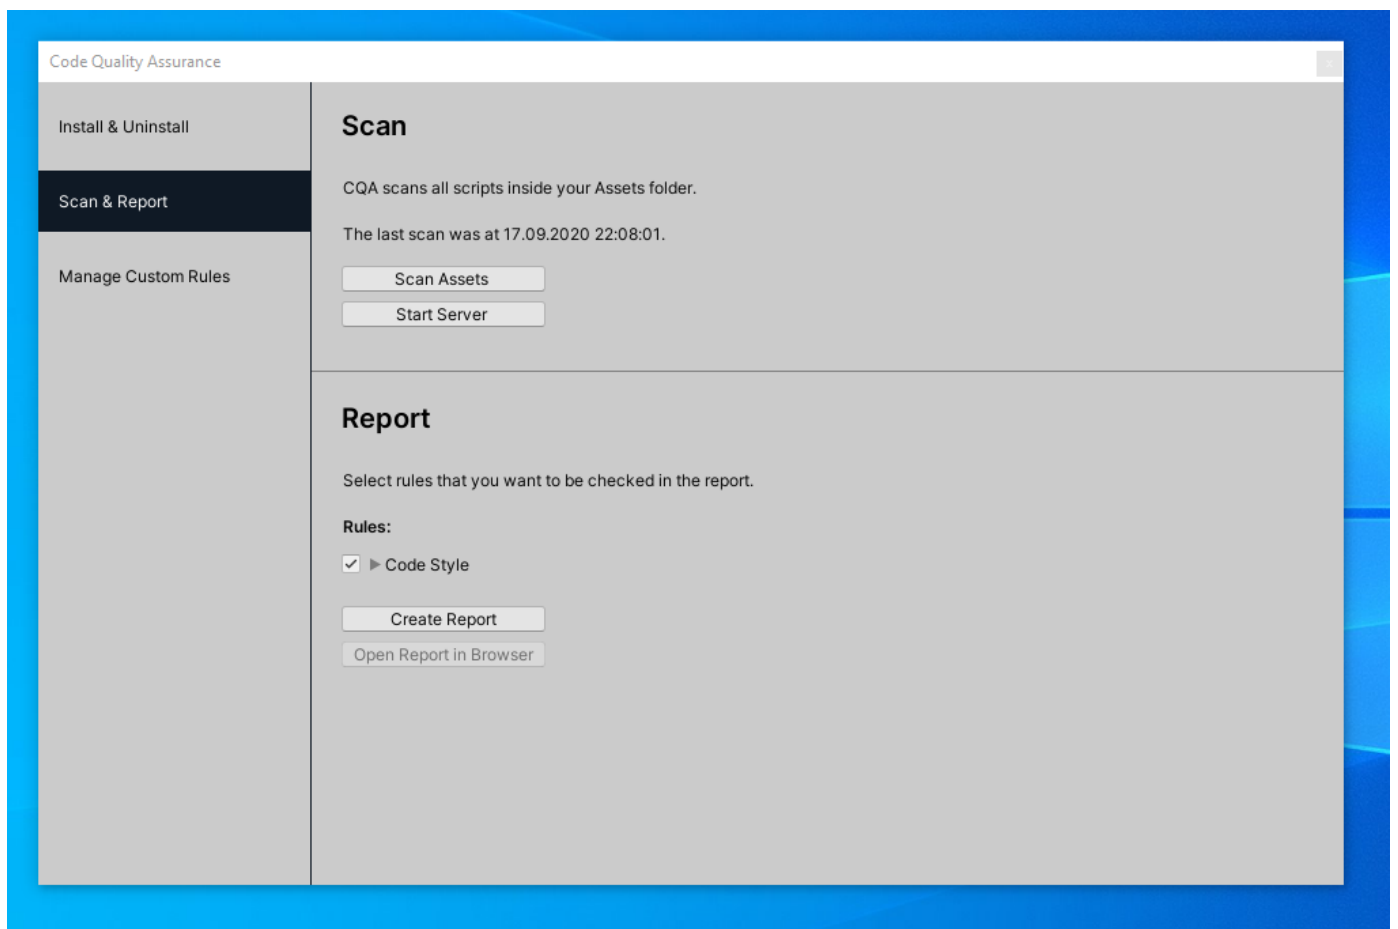 Code Quality Assurance
Install & Uninstall
Scan & Report
Manage Custom Rules
Scan
CQA scans all scripts inside your Assets folder.
The last scan was at 17.09.2020 22:08:01.
Scan Assets
Start Server
Report
Select rules that you want to be checked in the report.
Rules:
Code Style
Create Report
Open Report in Browser